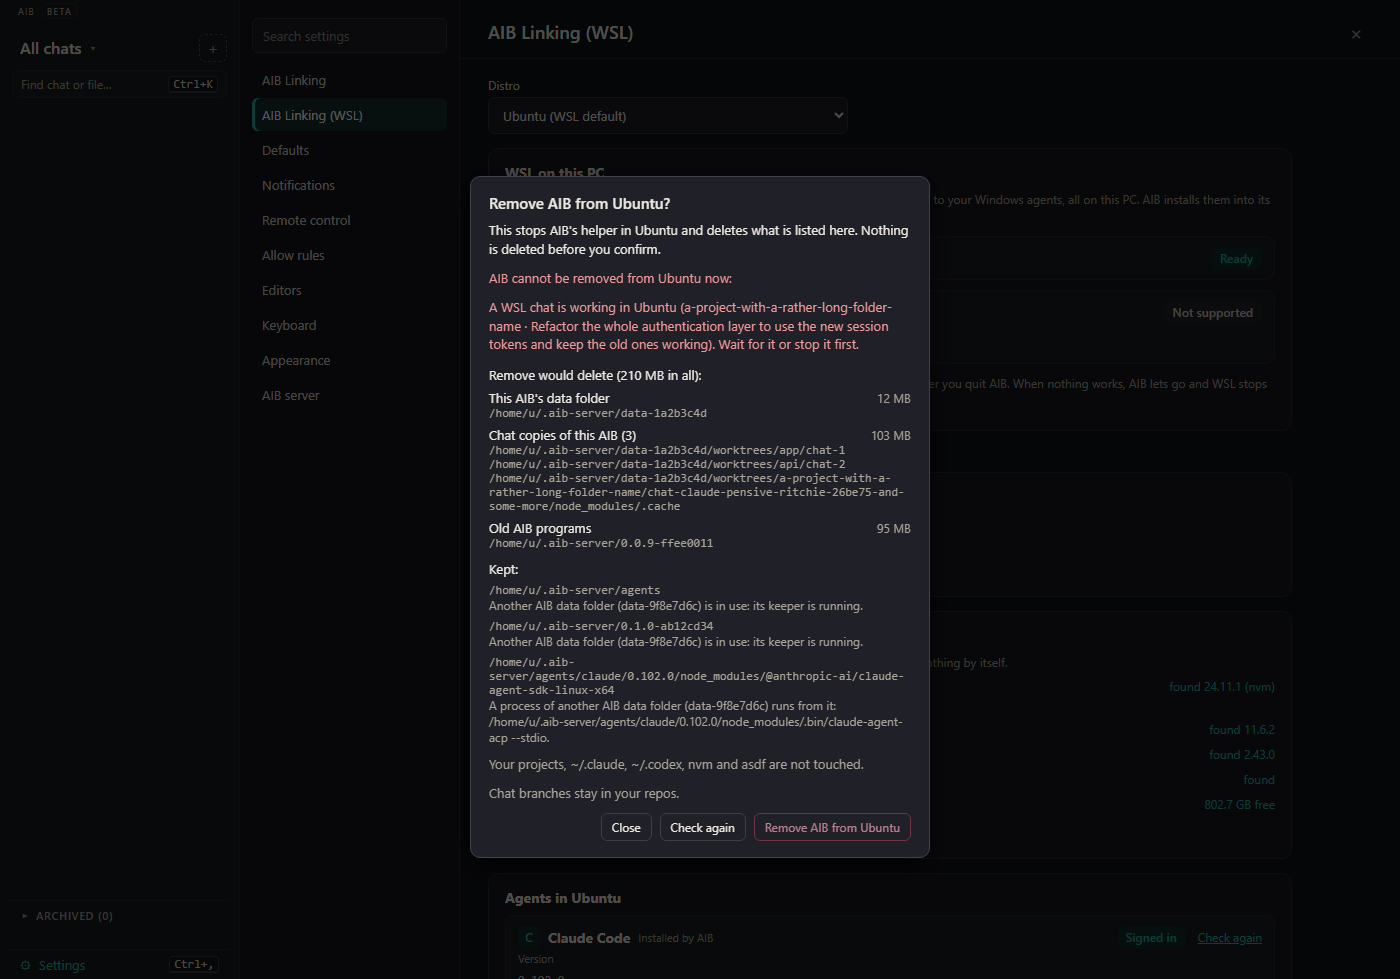 AIB BETA
All chats
+
Find chat or file... Ctrl+K
ARCHIVED (0)
Settings Ctrl+,
Search settings
AIB Linking
AIB Linking (WSL)
Defaults
Notifications
Remote control
Allow rules
Editors
Keyboard
Appearance
AIB server
AIB Linking (WSL)
×
Distro
Ubuntu (WSL default)
WSL on this PC
to your Windows agents, all on this PC. AIB installs them into its
Ready
Not supported
er you quit AIB. When nothing works, AIB lets go and WSL stops
thing by itself.
found 24.11.1 (nvm)
found 11.6.2
found 2.43.0
found
802.7 GB free
Remove AIB from Ubuntu?
This stops AIB's helper in Ubuntu and deletes what is listed here. Nothing
is deleted before you confirm.
AIB cannot be removed from Ubuntu now:
A WSL chat is working in Ubuntu (a-project-with-a-rather-long-folder-
name · Refactor the whole authentication layer to use the new session
tokens and keep the old ones working). Wait for it or stop it first.
Remove would delete (210 MB in all):
This AIB's data folder 12 MB
/home/u/.aib-server/data-1a2b3c4d
Chat copies of this AIB (3) 103 MB
/home/u/.aib-server/data-1a2b3c4d/worktrees/app/chat-1
/home/u/.aib-server/data-1a2b3c4d/worktrees/api/chat-2
/home/u/.aib-server/data-1a2b3c4d/worktrees/a-project-with-a-
rather-long-folder-name/chat-claude-pensive-ritchie-26be75-and-
some-more/node_modules/.cache
Old AIB programs 95 MB
/home/u/.aib-server/0.0.9-ffee0011
Kept:
/home/u/.aib-server/agents
Another AIB data folder (data-9f8e7d6c) is in use: its keeper is running.
/home/u/.aib-server/0.1.0-ab12cd34
Another AIB data folder (data-9f8e7d6c) is in use: its keeper is running.
/home/u/.aib-
server/agents/claude/0.102.0/node_modules/@anthropic-ai/claude-
agent-sdk-linux-x64
A process of another AIB data folder (data-9f8e7d6c) runs from it:
/home/u/.aib-server/agents/claude/0.102.0/node_modules/.bin/claude-agent-
acp --stdio.
Your projects, ~/.claude, ~/.codex, nvm and asdf are not touched.
Chat branches stay in your repos.
Close Check again Remove AIB from Ubuntu
Agents in Ubuntu
C Claude Code Installed by AIB Signed in Check again
Version